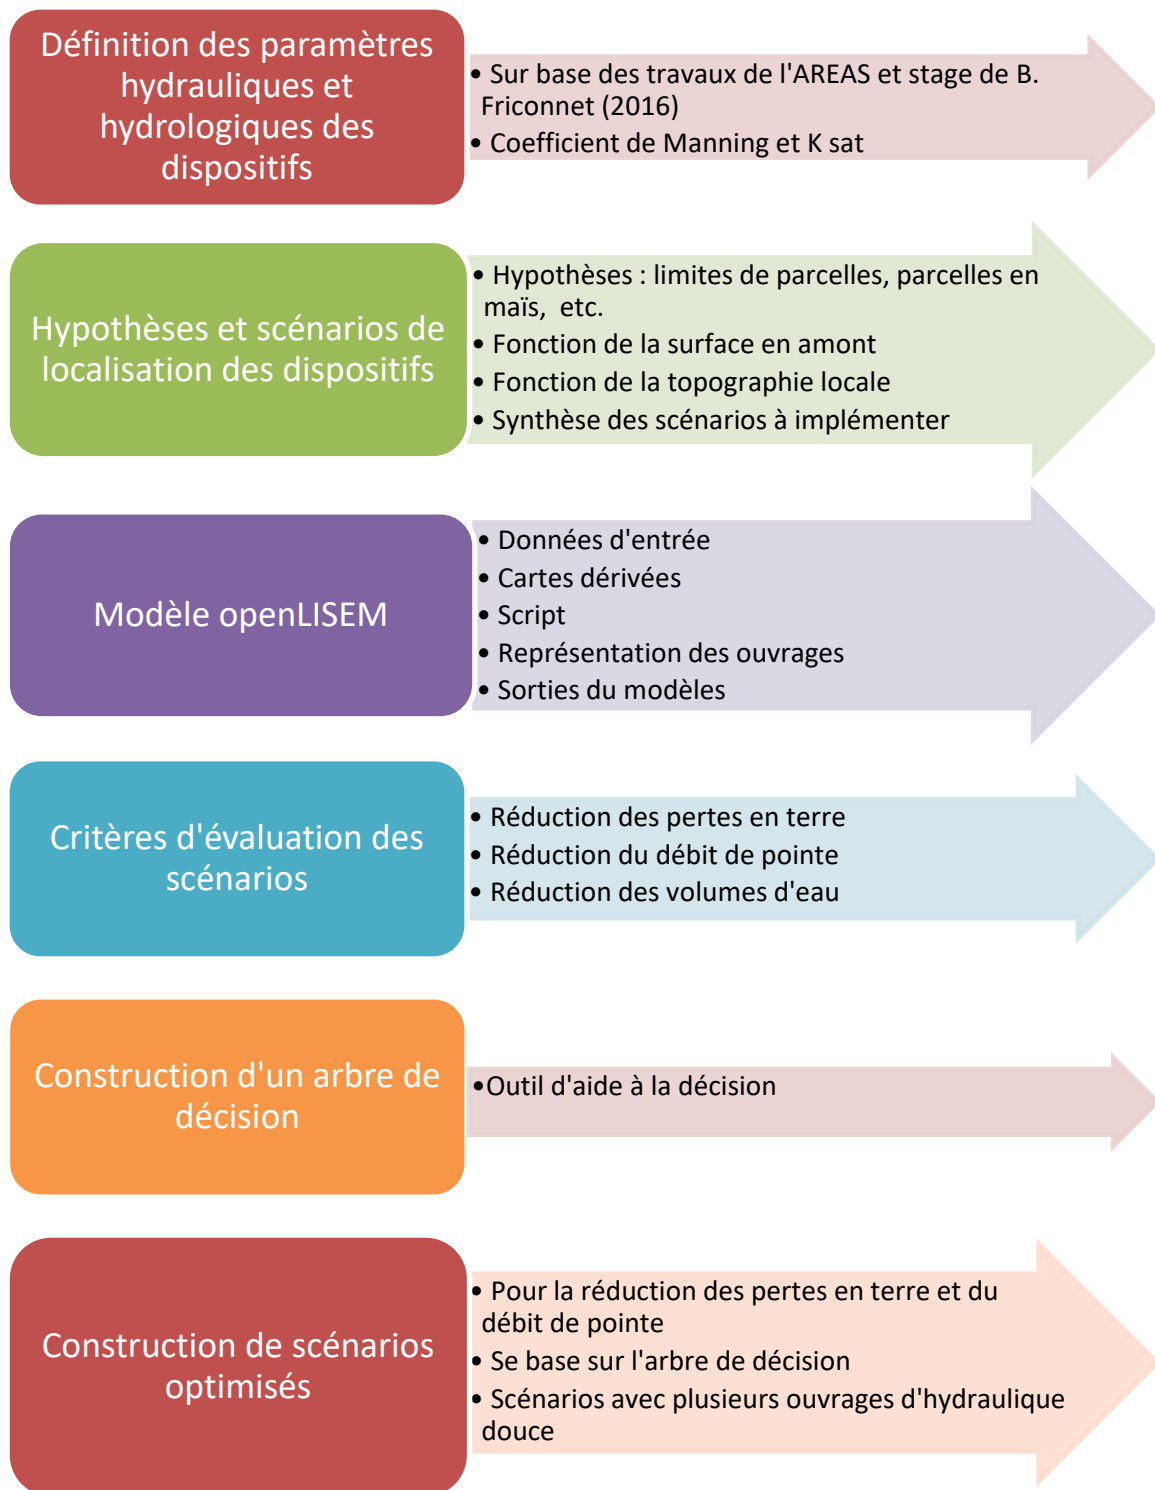 Définition des paramètres
hydrauliques et
hydrologiques des
dispositifs
• Sur base des travaux de l'AREAS et stage de B.
Friconnet (2016)
• Coefficient de Manning et K sat
Hypothèses et scénarios de
localisation des dispositifs
• Hypothèses : limites de parcelles, parcelles en
maïs, etc.
• Fonction de la surface en amont
• Fonction de la topographie locale
• Synthèse des scénarios à implémenter
Modèle openLISEM
• Données d'entrée
• Cartes dérivées
• Script
• Représentation des ouvrages
• Sorties du modèles
Critères d'évaluation des
scénarios
• Réduction des pertes en terre
• Réduction du débit de pointe
• Réduction des volumes d'eau
Construction d'un arbre de
décision
•Outil d'aide à la décision
Construction de scénarios
optimisés
• Pour la réduction des pertes en terre et du
débit de pointe
• Se base sur l'arbre de décision
• Scénarios avec plusieurs ouvrages d'hydraulique
douce